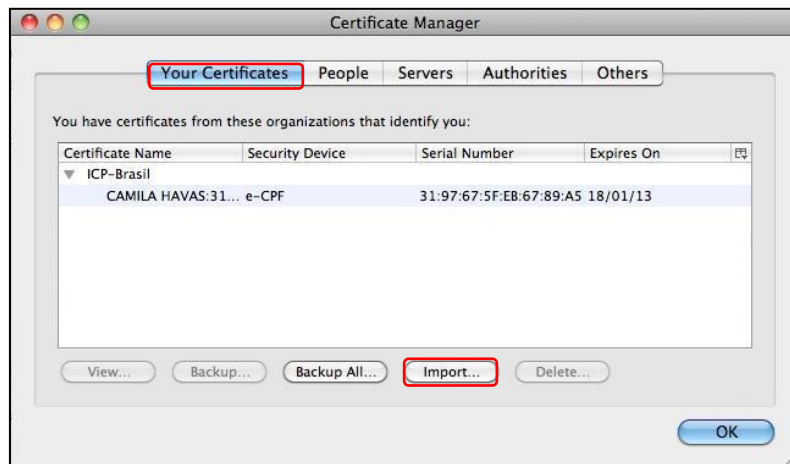 Certificate Manager
Your Certificates People Servers Authorities Others
You have certificates from these organizations that identify you:
Certificate Name Security Device Serial Number Expires On
ICP-Brasil
CAMILA HAVAS:31... e-CPF 31:97:67:5F:EB:67:89:A5 18/01/13
View... Backup... Backup All... Import... Delete...
OK